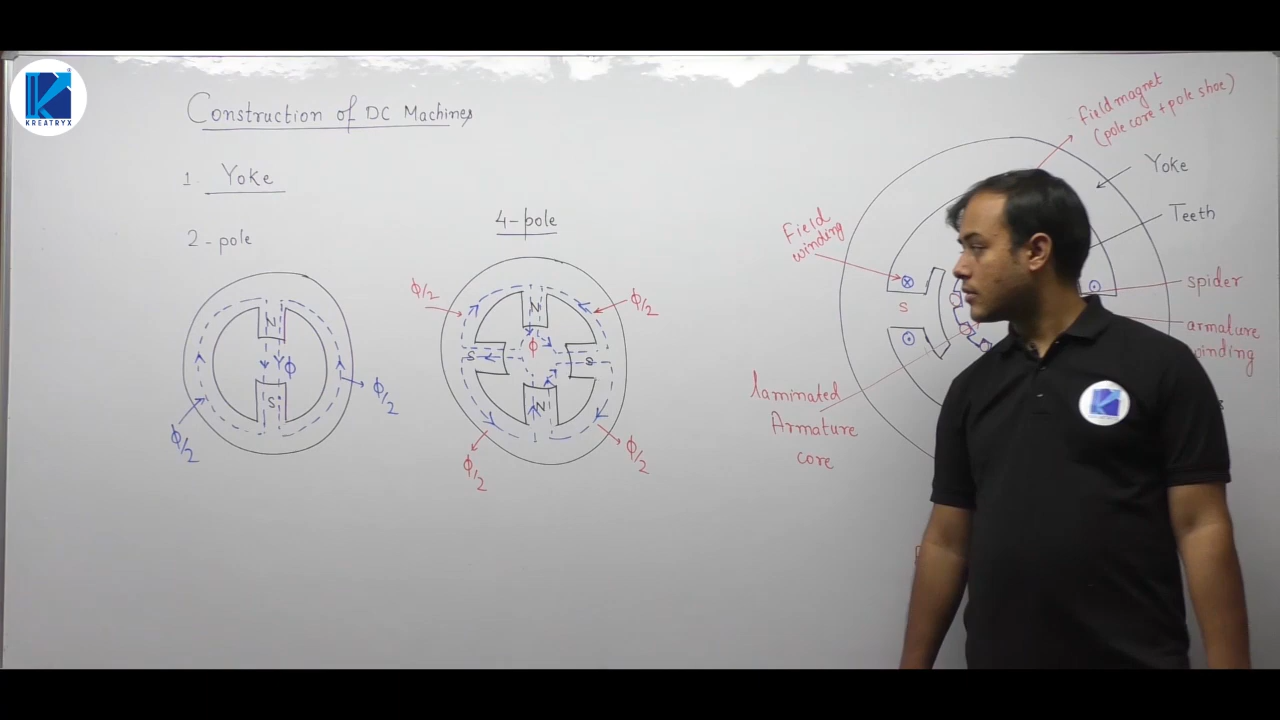 KREATRYX
Construction of DC Machines
1. Yoke
2-pole
N
ϕ
S
ϕ/2
ϕ/2
4-pole
N
ϕ
S
S
N
ϕ/2
ϕ/2
ϕ/2
ϕ/2
Field magnet
(pole core + pole shoe)
Yoke
Teeth
Field
winding
S
spider
armature
winding
laminated
Armature
core